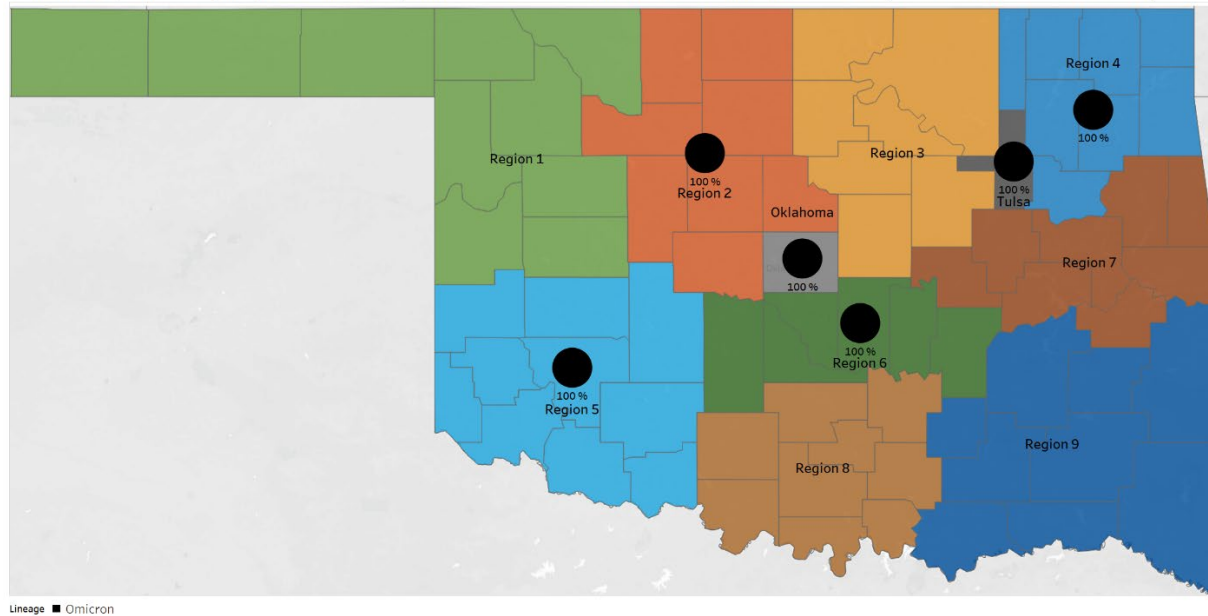 Region 4
100 %
Region 1
100 %
Region 2
Region 3
100 %
Tulsa
Oklahoma
100 %
Region 7
100 %
Region 6
100 %
Region 5
Region 8
Region 9
Lineage Omicron